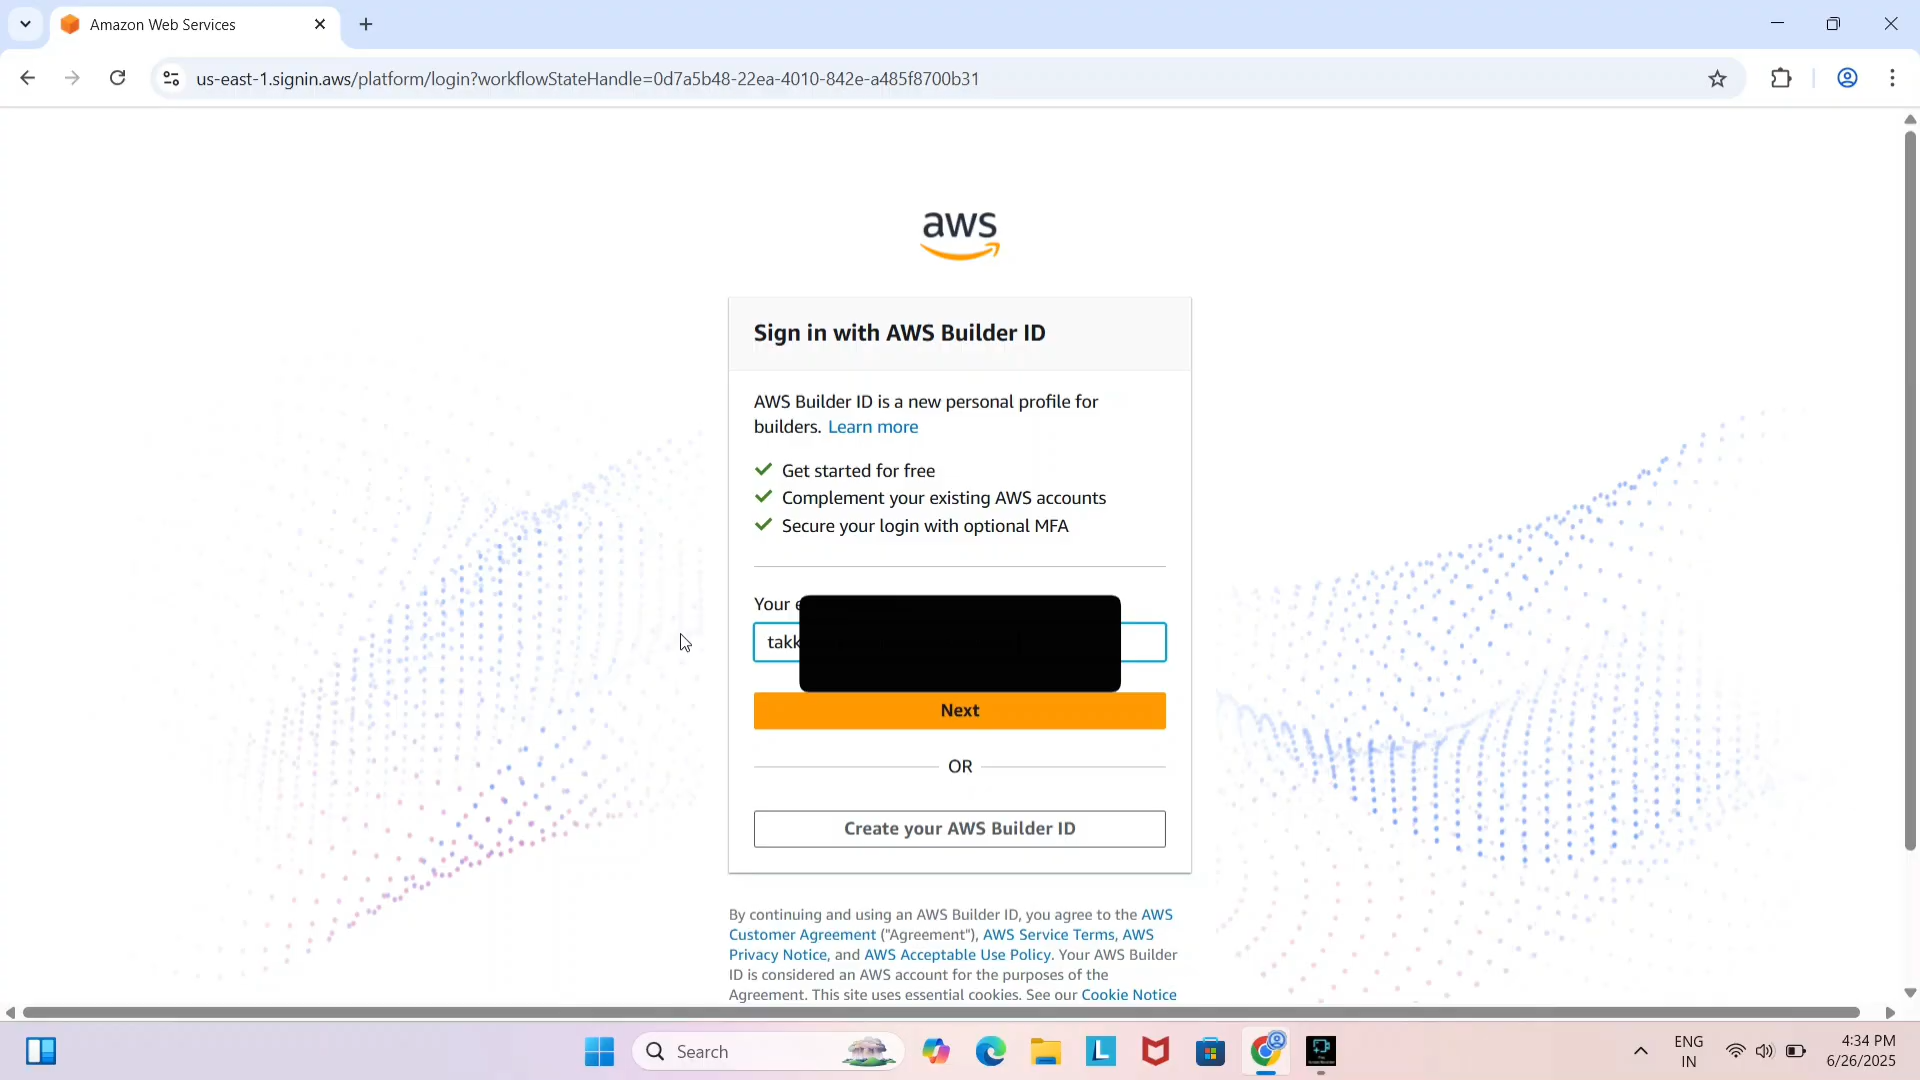 Amazon Web Services
us-east-1.signin.aws/platform/login?workflowStateHandle=0d7a5b48-22ea-4010-842e-a485f8700b31
aws
Sign in with AWS Builder ID
AWS Builder ID is a new personal profile for
builders. Learn more
Get started for free
Complement your existing AWS accounts
Secure your login with optional MFA
Your
Next
OR
Create your AWS Builder ID
By continuing and using an AWS Builder ID, you agree to the AWS
Customer Agreement ("Agreement"), AWS Service Terms, AWS
Privacy Notice, and AWS Acceptable Use Policy. Your AWS Builder
ID is considered an AWS account for the purposes of the
Agreement. This site uses essential cookies. See our Cookie Notice
Search
L
ENG
IN
4:34 PM
6/26/2025